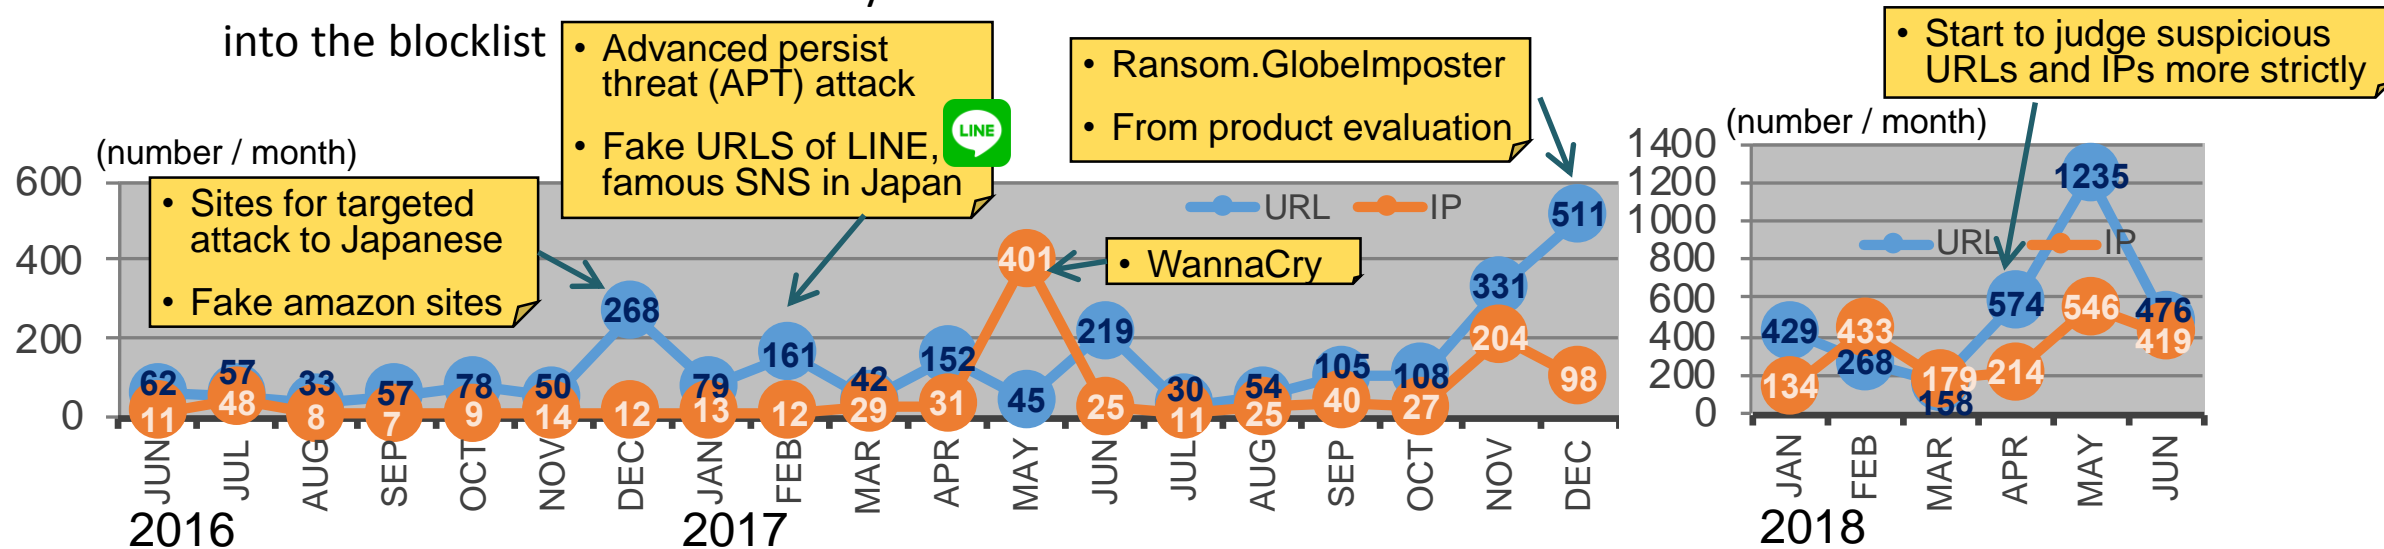 into the blocklist
• Advanced persist
threat (APT) attack
• Fake URLS of LINE,
famous SNS in Japan
LINE
• Ransom.GlobeImposter
• From product evaluation
• Start to judge suspicious
URLs and IPs more strictly
(number / month)
• Sites for targeted
attack to Japanese
• Fake amazon sites
• WannaCry
URL IP
600
400
200
0
62 57 33 57 78 50 268 79 161 42 152 45 219 30 54 105 108 331 511
11 48 8 7 9 14 12 13 12 29 31 401 25 11 25 40 27 204 98
JUN JUL AUG SEP OCT NOV DEC JAN FEB MAR APR MAY JUN JUL AUG SEP OCT NOV DEC
2016 2017
(number / month)
1400
1200
1000
800
600
400
200
0
URL IP
429 268 158 574 1235 476
134 433 179 214 546 419
JAN FEB MAR APR MAY JUN
2018